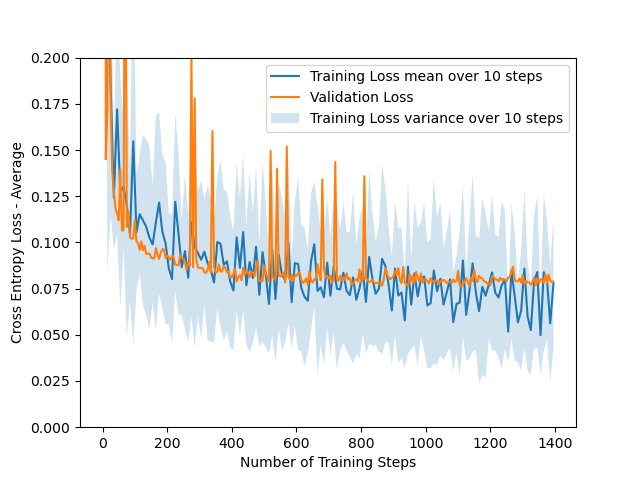 0.200
0.175
0.150
0.125
0.100
0.075
0.050
0.025
0.000
Cross Entropy Loss - Average
Training Loss mean over 10 steps
Validation Loss
Training Loss variance over 10 steps
0 200 400 600 800 1000 1200 1400
Number of Training Steps